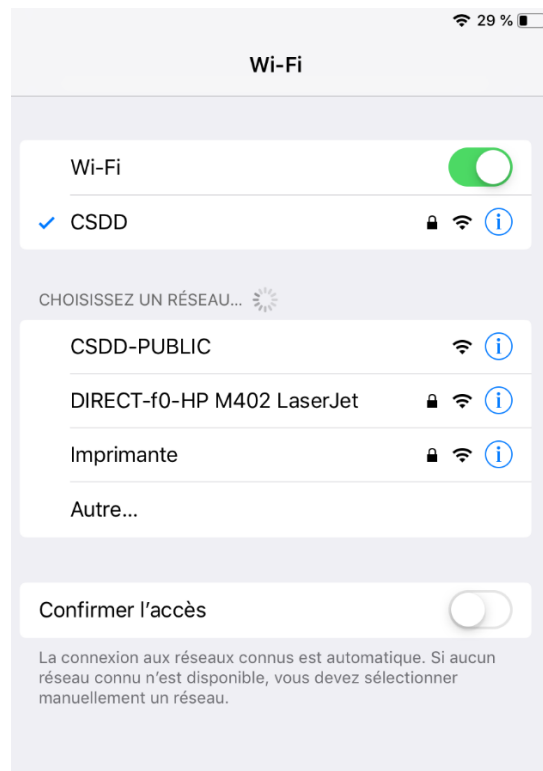 29 %
Wi-Fi
Wi-Fi
CSDD
CHOISISSEZ UN RÉSEAU...
CSDD-PUBLIC
DIRECT-f0-HP M402 LaserJet
Imprimante
Autre...
Confirmer l'accès
La connexion aux réseaux connus est automatique. Si aucun
réseau connu n'est disponible, vous devez sélectionner
manuellement un réseau.